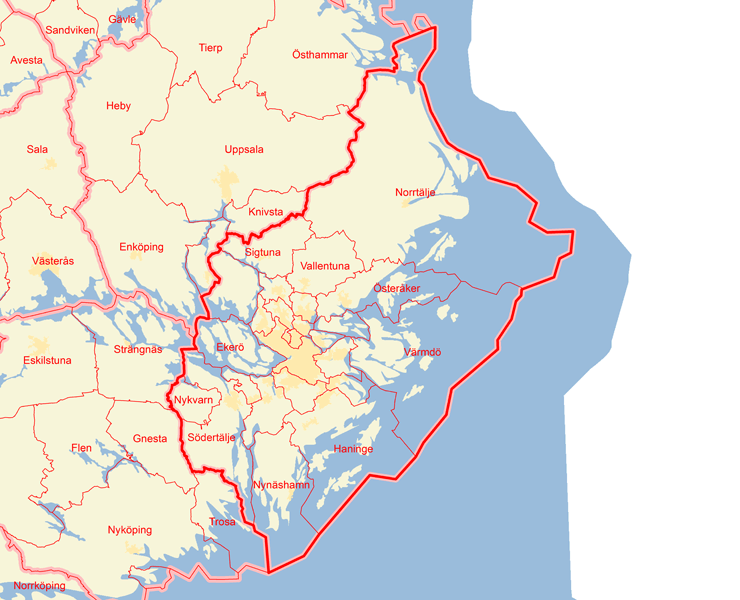 Gävle
Sandviken
Tierp
Östhammar
Avesta
Heby
Sala
Uppsala
Norrtälje
Knivsta
Enköping
Sigtuna
Vallentuna
Västerås
Österåker
Ekerö
Strängnäs
Värmdö
Eskilstuna
Nykvarn
Gnesta
Södertälje
Flen
Haninge
Nynäshamn
Trosa
Nyköping
Norrköping